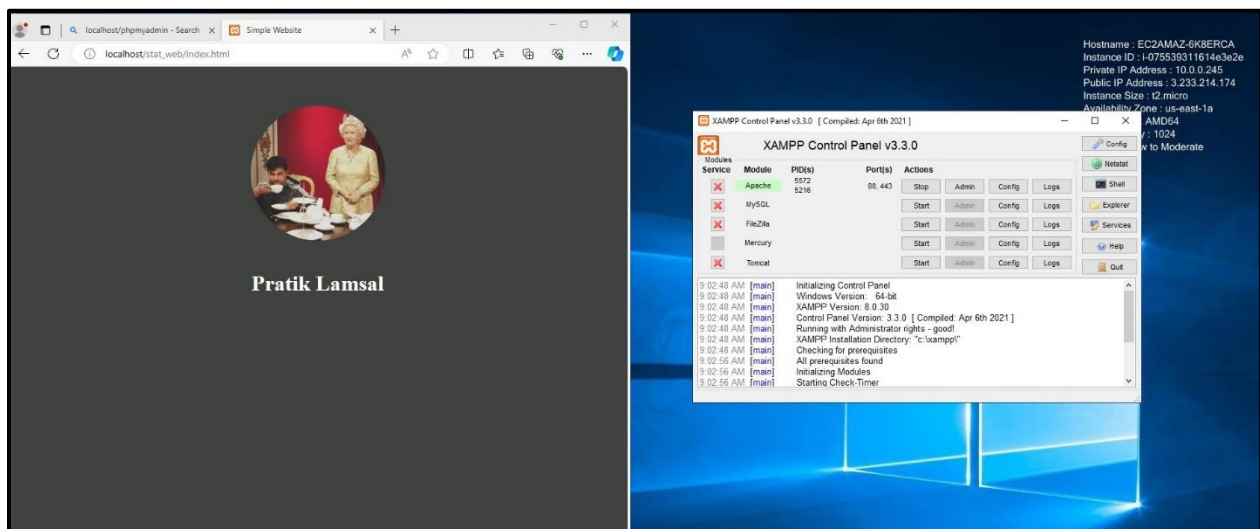 localhost/phpmyadmin - Search
Simple Website
localhost/stat_web/index.html
Pratik Lamsal
Hostname : EC2AMAZ-6K8ERCA
Instance ID : i-075539311614e3e2e
Private IP Address : 10.0.0.245
Public IP Address : 3.233.214.174
Instance Size : t2.micro
Availability Zone : us-east-1a
AMD64
: 1024
w to Moderate
XAMPP Control Panel v3.3.0 [ Compiled: Apr 6th 2021 ]
XAMPP Control Panel v3.3.0
Config
Modules
Service Module PID(s) Port(s) Actions
Netstat
Apache 5572 5216 80, 443 Stop Admin Config Logs
Shell
MySQL Start Admin Config Logs
Explorer
FileZilla Start Admin Config Logs
Services
Mercury Start Admin Config Logs
Help
Tomcat Start Admin Config Logs
Quit
9:02:48 AM [main] Initializing Control Panel
9:02:48 AM [main] Windows Version: 64-bit
9:02:48 AM [main] XAMPP Version: 8.0.30
9:02:48 AM [main] Control Panel Version: 3.3.0 [ Compiled: Apr 6th 2021 ]
9:02:48 AM [main] Running with Administrator rights - good!
9:02:48 AM [main] XAMPP Installation Directory: "c:\xampp\"
9:02:48 AM [main] Checking for prerequisites
9:02:56 AM [main] All prerequisites found
9:02:56 AM [main] Initializing Modules
9:02:56 AM [main] Starting Check-Timer